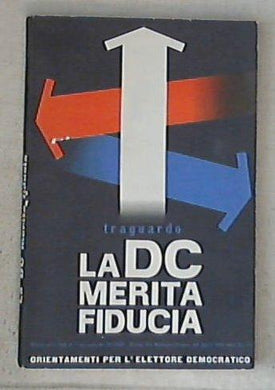 traguardo
LA DC
MERITA
FIDUCIA
ORIENTAMENTI PER L'ELETTORE DEMOCRATICO